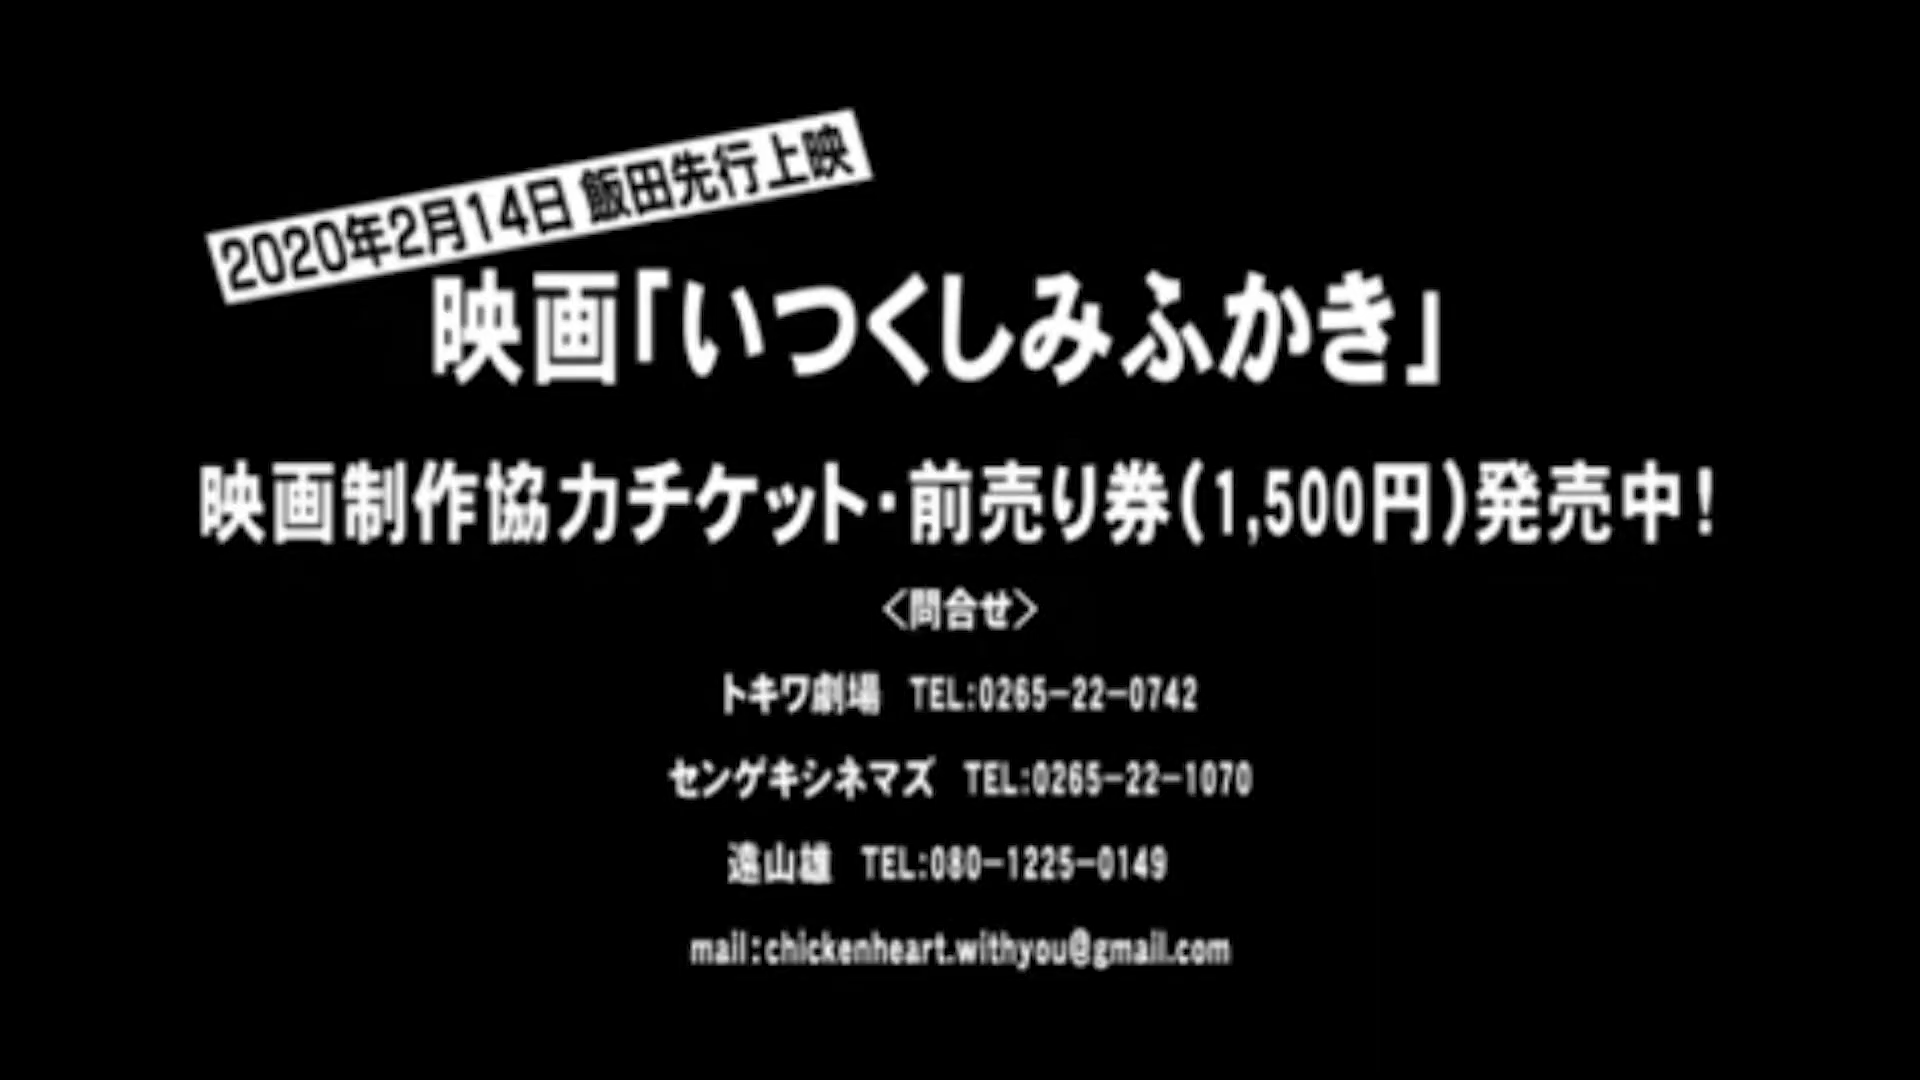 2020年2月14日 飯田先行上映
映画「いつくしみふかき」
映画制作協力チケット・前売り券(1,500円)発売中!
<問合せ>
トキワ劇場　TEL:0265-22-0742
センゲキシネマズ　TEL:0265-22-1070
遠山雄　TEL:080-1225-0149
mail:chickenheart.withyou@gmail.com